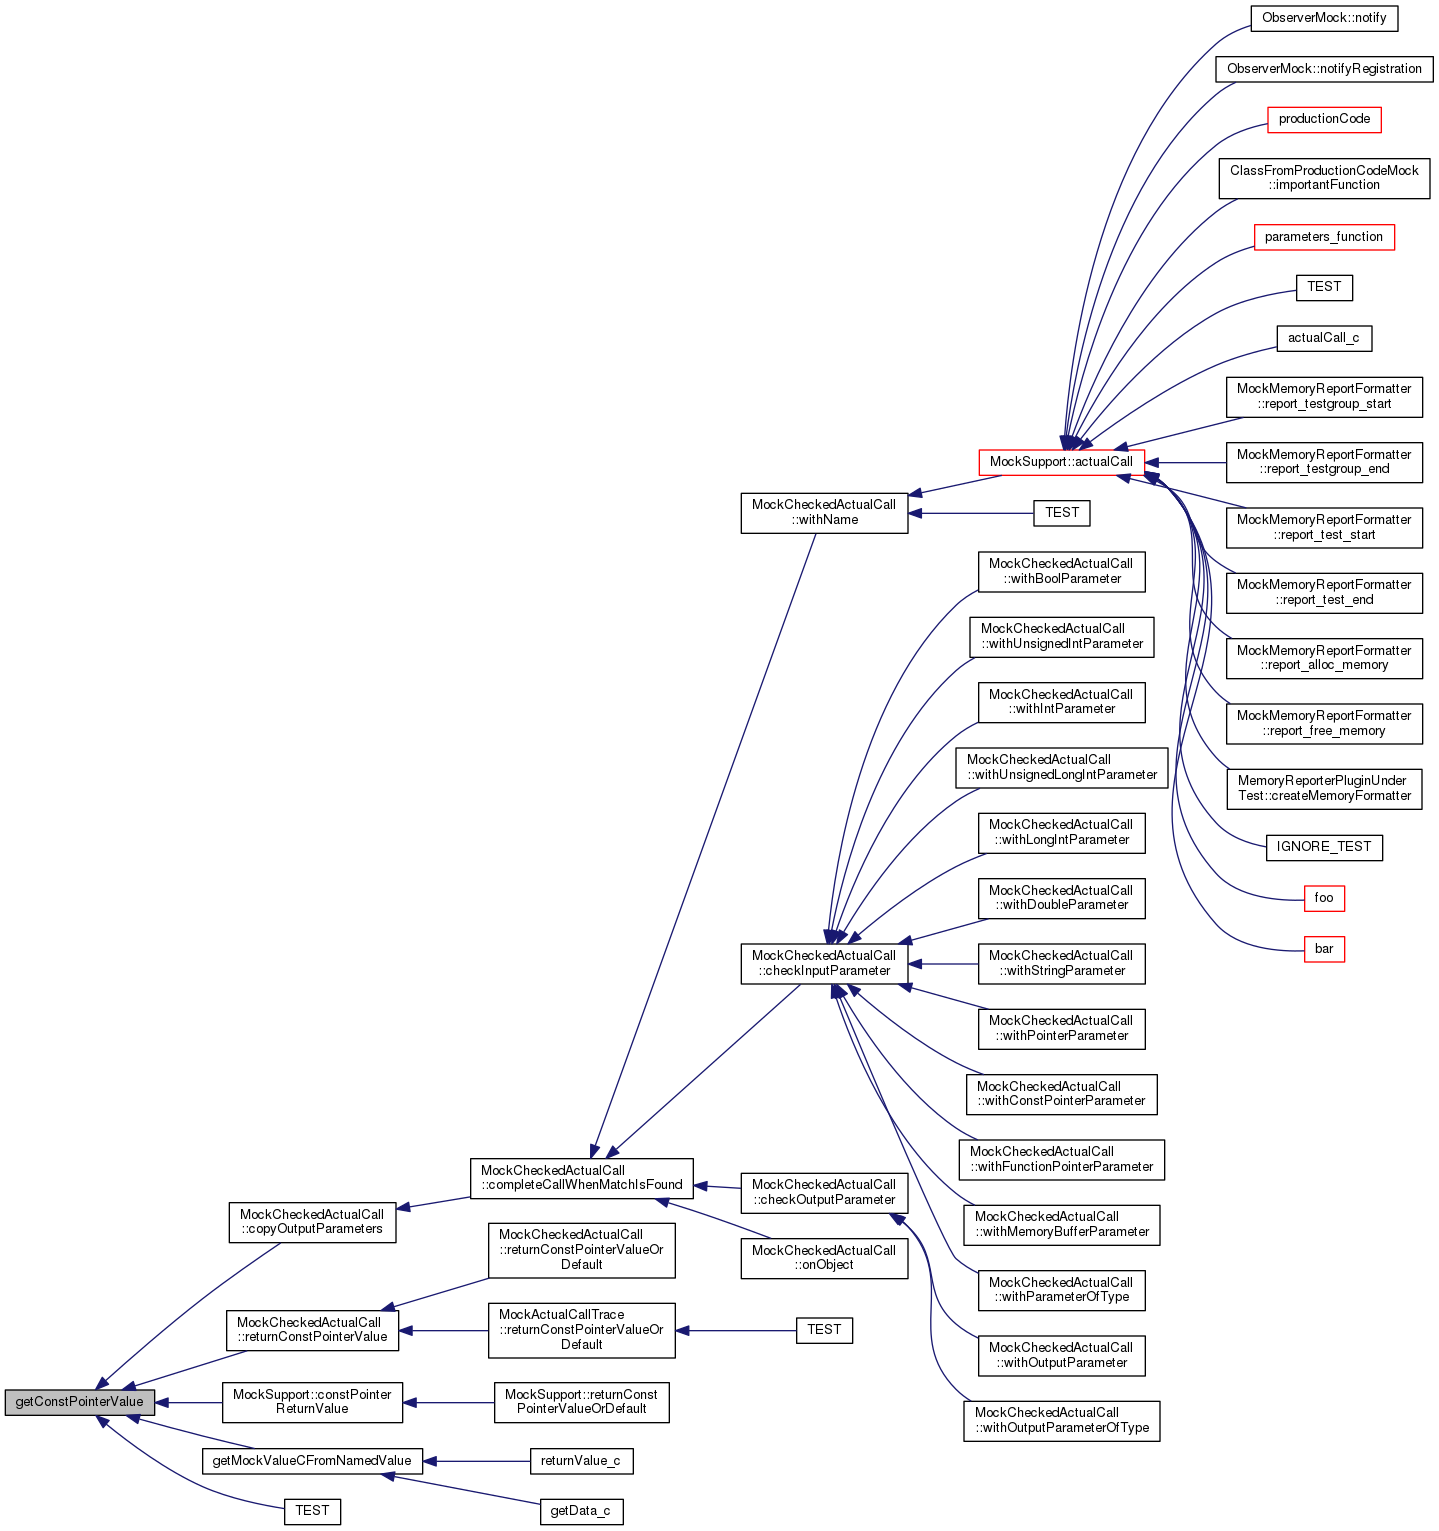 ObserverMock::notify
ObserverMock::notifyRegistration
productionCode
ClassFromProductionCodeMock
::importantFunction
parameters_function
TEST
actualCall_c
MockMemoryReportFormatter
::report_testgroup_start
MockSupport::actualCall
MockMemoryReportFormatter
::report_testgroup_end
MockCheckedActualCall
::withName
TEST
MockMemoryReportFormatter
::report_test_start
MockCheckedActualCall
::withBoolParameter
MockMemoryReportFormatter
::report_test_end
MockCheckedActualCall
::withUnsignedIntParameter
MockMemoryReportFormatter
::report_alloc_memory
MockCheckedActualCall
::withIntParameter
MockMemoryReportFormatter
::report_free_memory
MockCheckedActualCall
::withUnsignedLongIntParameter
MemoryReporterPluginUnder
Test::createMemoryFormatter
MockCheckedActualCall
::withLongIntParameter
IGNORE_TEST
MockCheckedActualCall
::withDoubleParameter
foo
MockCheckedActualCall
::checkInputParameter
MockCheckedActualCall
::withStringParameter
bar
MockCheckedActualCall
::withPointerParameter
MockCheckedActualCall
::withConstPointerParameter
MockCheckedActualCall
::withFunctionPointerParameter
MockCheckedActualCall
::completeCallWhenMatchIsFound
MockCheckedActualCall
::checkOutputParameter
MockCheckedActualCall
::withMemoryBufferParameter
MockCheckedActualCall
::copyOutputParameters
MockCheckedActualCall
::returnConstPointerValueOr
Default
MockCheckedActualCall
::onObject
MockCheckedActualCall
::withParameterOfType
MockCheckedActualCall
::returnConstPointerValue
MockActualCallTrace
::returnConstPointerValueOr
Default
TEST
MockCheckedActualCall
::withOutputParameter
getConstPointerValue
MockSupport::constPointer
ReturnValue
MockSupport::returnConst
PointerValueOrDefault
MockCheckedActualCall
::withOutputParameterOfType
getMockValueCFromNamedValue
returnValue_c
TEST
getData_c